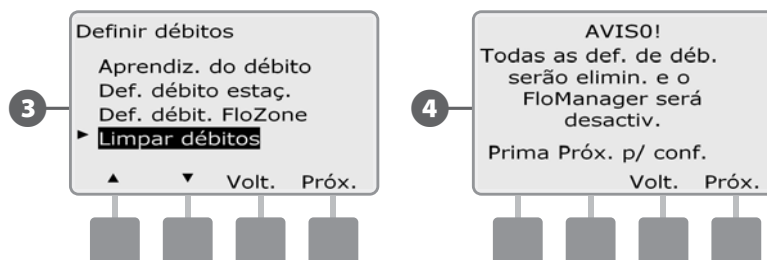 3
Definir débitos
Aprendiz. do débito
Def. débito estaç.
Def. débit. FloZone
► Limpar débitos
▲ ▼ Volt. Próx.
4
AVIS0!
Todas as def. de déb.
serão elimin. e o
FloManager será
desactiv.
Prima Próx. p/ conf.
Volt. Próx.